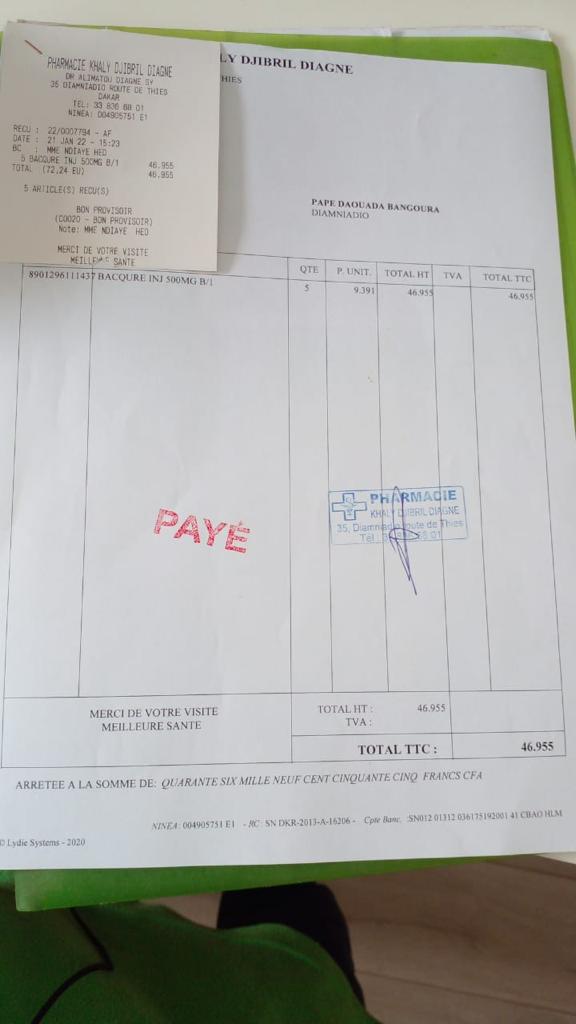 PHARMACIE KHALY DJIBRIL DIAGNE
DR ALIMATOU DIAGNE SY
35 DIAMNIADIO ROUTE DE THIES
DAKAR
TEL: 33 836 68 01
NINEA: 004905751 E1
RECU : 22/0007794 - AF
DATE : 21 JAN 22 - 15:23
BC : MME NDIAYE HED
5 BACQURE INJ 500MG B/1 46.955
TOTAL (72,24 EU) 46.955
5 ARTICLE(S) RECU(S)
BON PROVISOIR
(C0020 - BON PROVISOIR)
Note: MME NDIAYE HED
MERCI DE VOTRE VISITE
MEILLEURE SANTE
LY DJIBRIL DIAGNE
THIES
PAPE DAOUADA BANGOURA
DIAMNIADIO
QTE P. UNIT. TOTAL HT TVA TOTAL TTC
8901296111437 BACQURE INJ 500MG B/1 5 9.391 46.955 46.955
PAYÉ
PHARMACIE
KHALY DJIBRIL DIAGNE
35, Diamniadio route de Thies
Tél
MERCI DE VOTRE VISITE
MEILLEURE SANTE
TOTAL HT : 46.955
TVA :
TOTAL TTC : 46.955
ARRETEE A LA SOMME DE: QUARANTE SIX MILLE NEUF CENT CINQUANTE CINQ FRANCS CFA
NINEA: 004905751 E1 - RC: SN DKR-2013-A-16206 - Cpte Banc. :SN012 01312 036175192001 41 CBAO HLM
© Lydie Systems - 2020